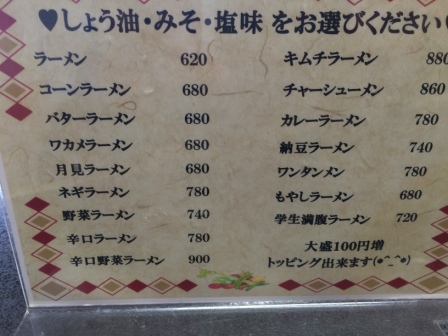 ♥しょう油・みそ・塩味 をお選びください♥
ラーメン 620
コーンラーメン 680
バターラーメン 680
ワカメラーメン 680
月見ラーメン 680
ネギラーメン 780
野菜ラーメン 740
辛口ラーメン 780
辛口野菜ラーメン 900
キムチラーメン 880
チャーシューメン 860
カレーラーメン 780
納豆ラーメン 740
ワンタンメン 780
もやしラーメン 680
学生満腹ラーメン 720
大盛100円増
トッピング出来ます(*^_^*)